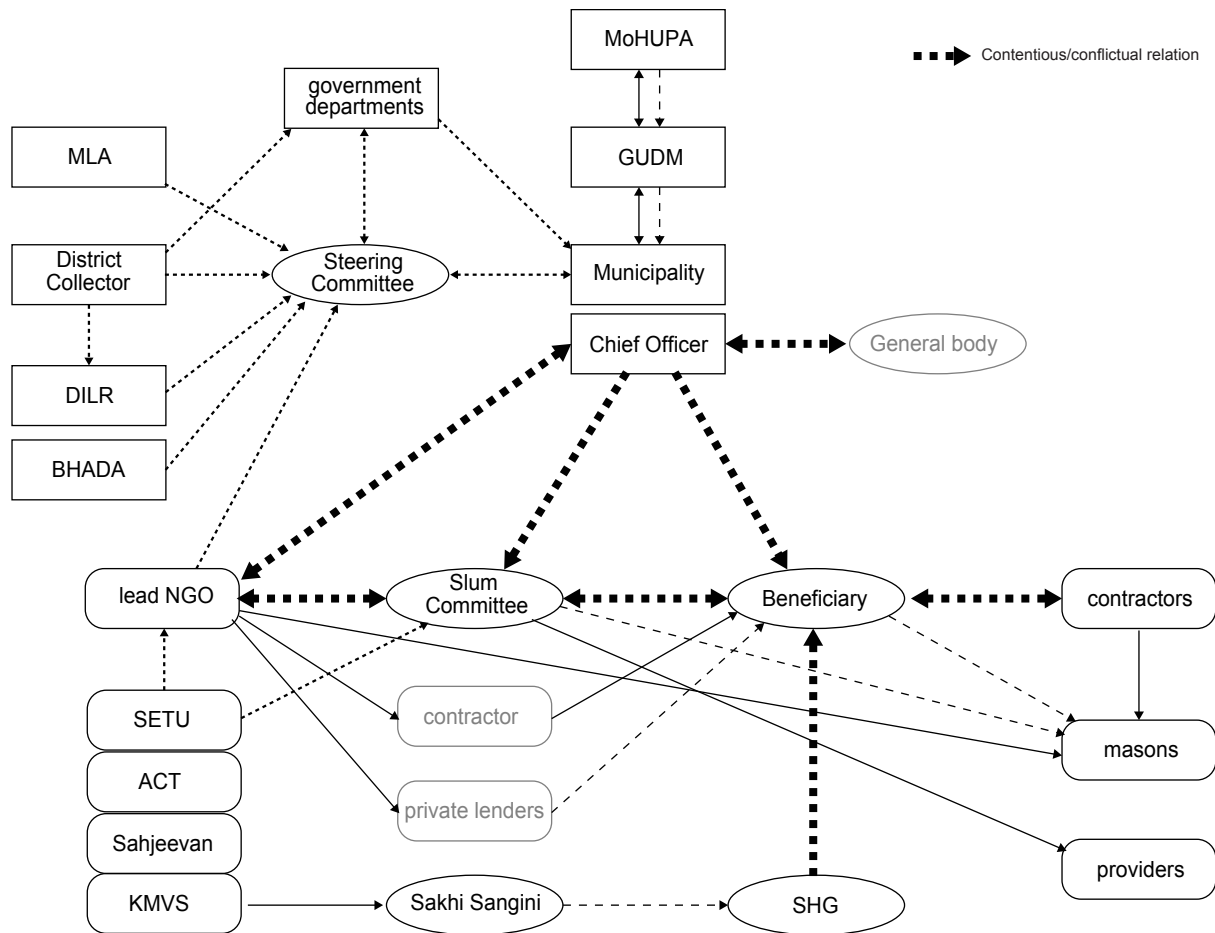 MoHUPA
Contentious/conflictual relation
government
departments
MLA
GUDM
District
Collector
Steering
Committee
Municipality
Chief Officer
General body
DILR
BHADA
lead NGO
Slum
Committee
Beneficiary
contractors
SETU
contractor
masons
ACT
private lenders
Sahjeevan
providers
KMVS
Sakhi Sangini
SHG